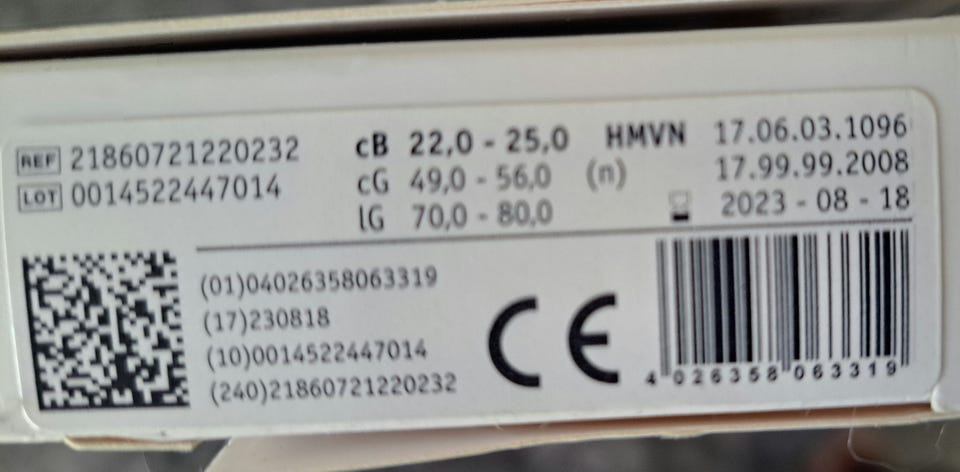 REF 21860721220232
LOT 0014522447014
cB 22,0 - 25,0
cG 49,0 - 56,0 (n)
lG 70,0 - 80,0
HMVN 17.06.03.1096
17.99.99.2008
2023 - 08 - 18
(01)04026358063319
(17)230818
(10)0014522447014
(240)21860721220232
CE
4 026358 063319